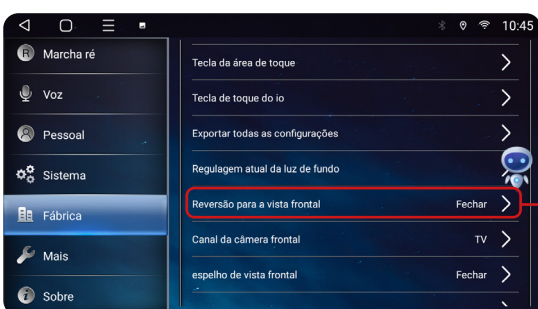 10:45
R Marcha ré
Voz
Pessoal
Sistema
Fábrica
Mais
Sobre
Tecla da área de toque
Tecla de toque do io
Exportar todas as configurações
Regulagem atual da luz de fundo
Reversão para a vista frontal Fechar
Canal da câmera frontal TV
espelho de vista frontal Fechar